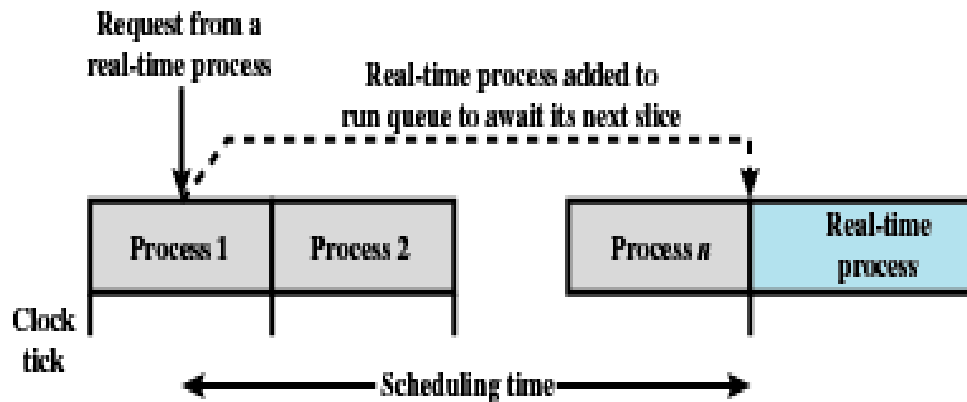 Request from a
real-time process
Real-time process added to
run queue to await its next slice
Process 1
Process 2
Process n
Real-time
process
Clock
tick
Scheduling time